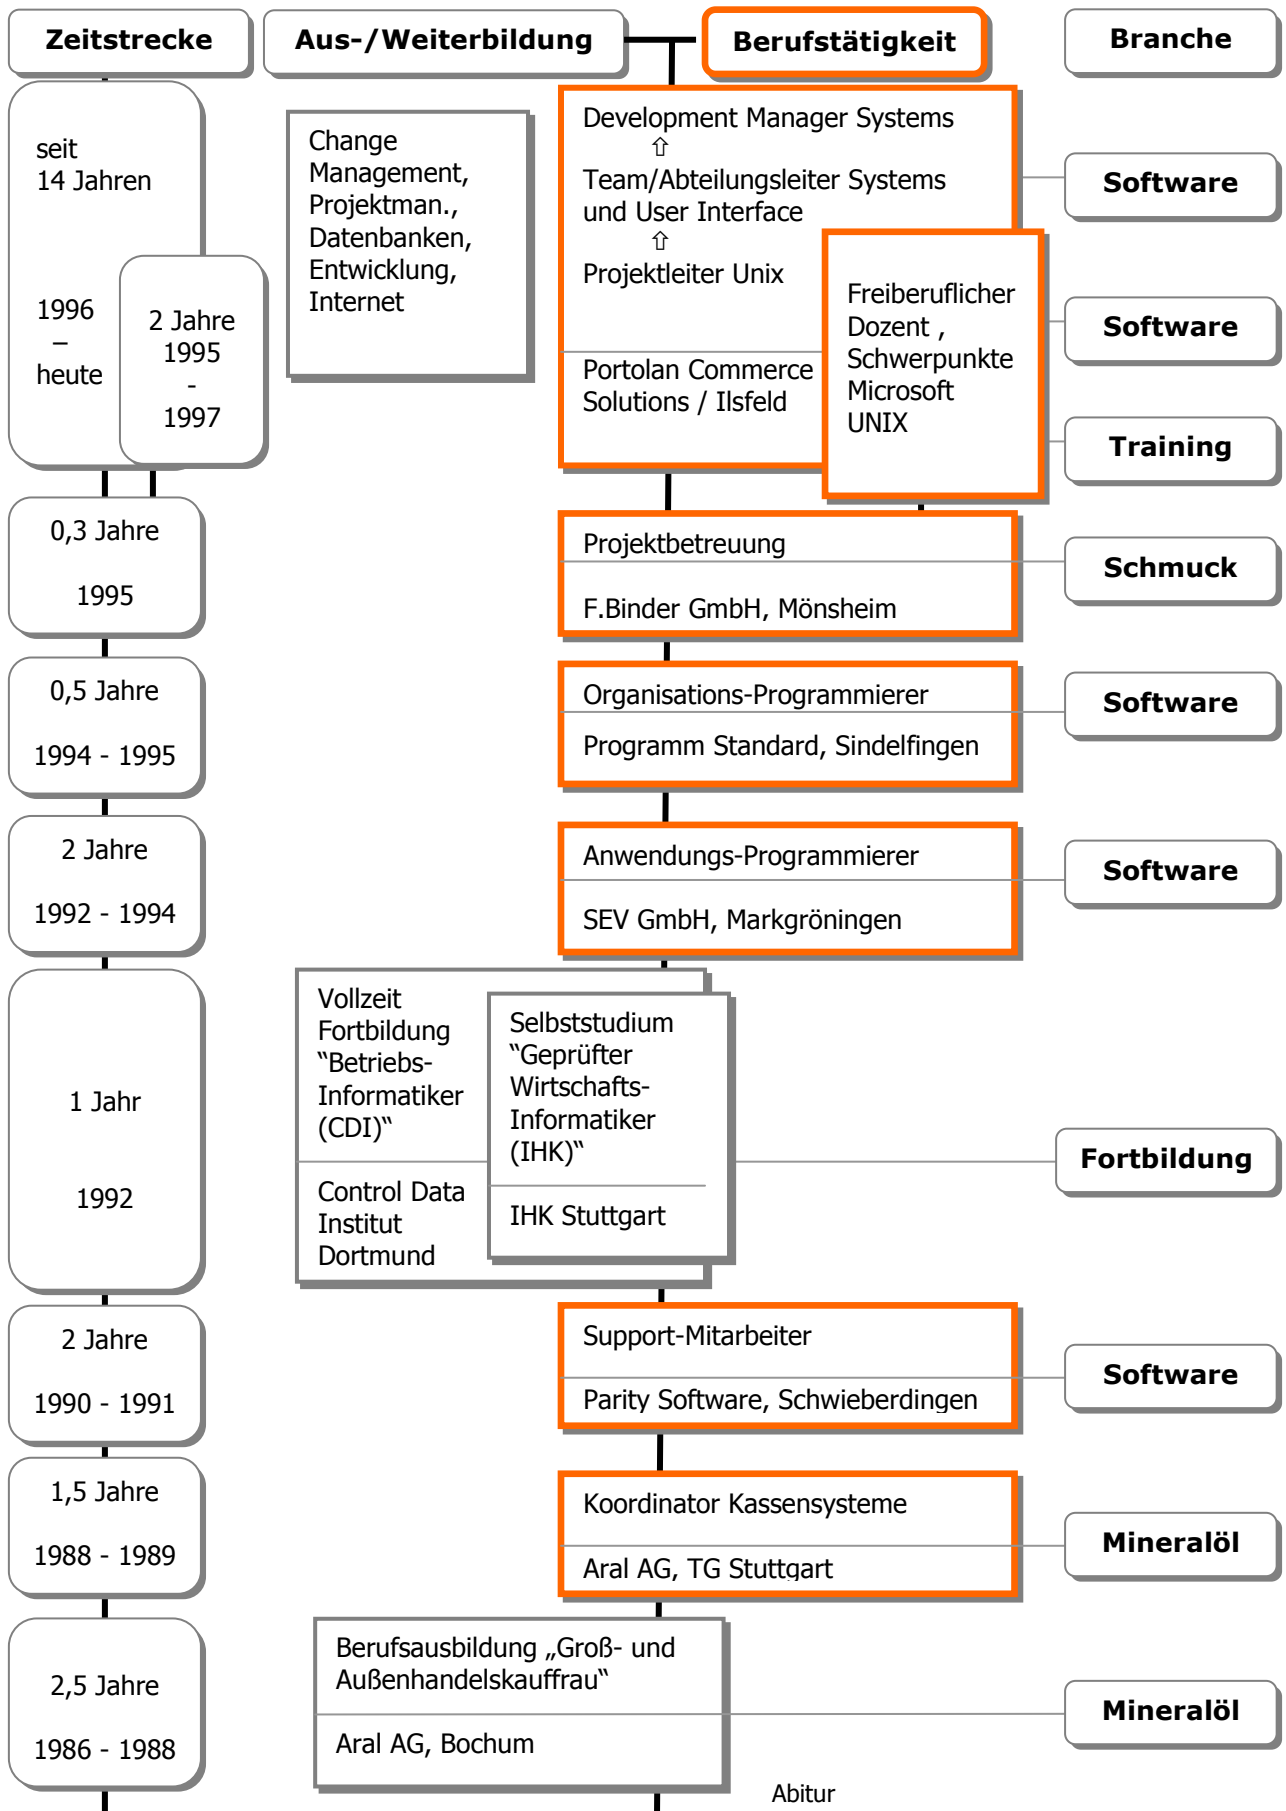 Zeitstrecke
Aus-/Weiterbildung
Berufstätigkeit
Branche
seit
14 Jahren
1996
–
heute
2 Jahre
1995
-
1997
Change
Management,
Projektman.,
Datenbanken,
Entwicklung,
Internet
Development Manager Systems
⇧
Team/Abteilungsleiter Systems
und User Interface
⇧
Projektleiter Unix
Portolan Commerce
Solutions / Ilsfeld
Freiberuflicher
Dozent ,
Schwerpunkte
Microsoft
UNIX
Software
Software
Training
0,3 Jahre
1995
Projektbetreuung
F.Binder GmbH, Mönsheim
Schmuck
0,5 Jahre
1994 - 1995
Organisations-Programmierer
Programm Standard, Sindelfingen
Software
2 Jahre
1992 - 1994
Anwendungs-Programmierer
SEV GmbH, Markgröningen
Software
1 Jahr
1992
Vollzeit
Fortbildung
“Betriebs-
Informatiker
(CDI)“
Control Data
Institut
Dortmund
Selbststudium
“Geprüfter
Wirtschafts-
Informatiker
(IHK)“
IHK Stuttgart
Fortbildung
2 Jahre
1990 - 1991
Support-Mitarbeiter
Parity Software, Schwieberdingen
Software
1,5 Jahre
1988 - 1989
Koordinator Kassensysteme
Aral AG, TG Stuttgart
Mineralöl
2,5 Jahre
1986 - 1988
Berufsausbildung „Groß- und
Außenhandelskauffrau“
Aral AG, Bochum
Mineralöl
Abitur